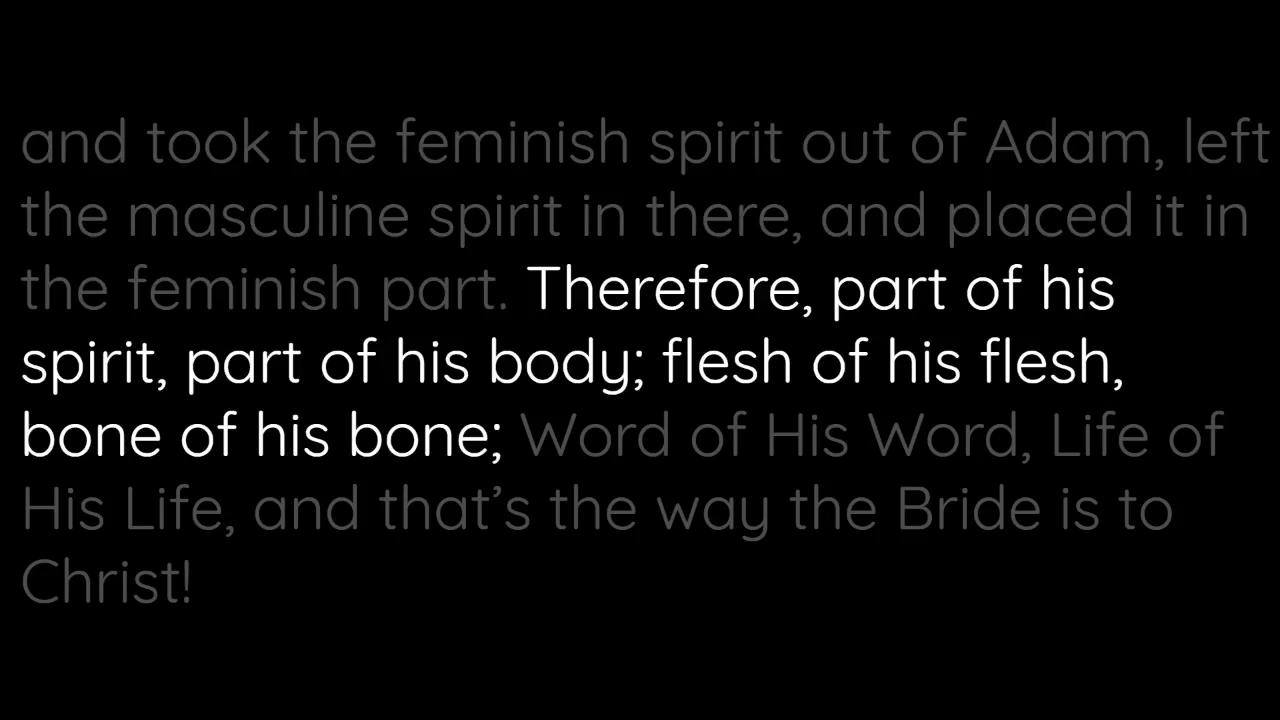 and took the feminish spirit out of Adam, left
the masculine spirit in there, and placed it in
the feminish part. Therefore, part of his
spirit, part of his body; flesh of his flesh,
bone of his bone; Word of His Word, Life of
His Life, and that’s the way the Bride is to
Christ!